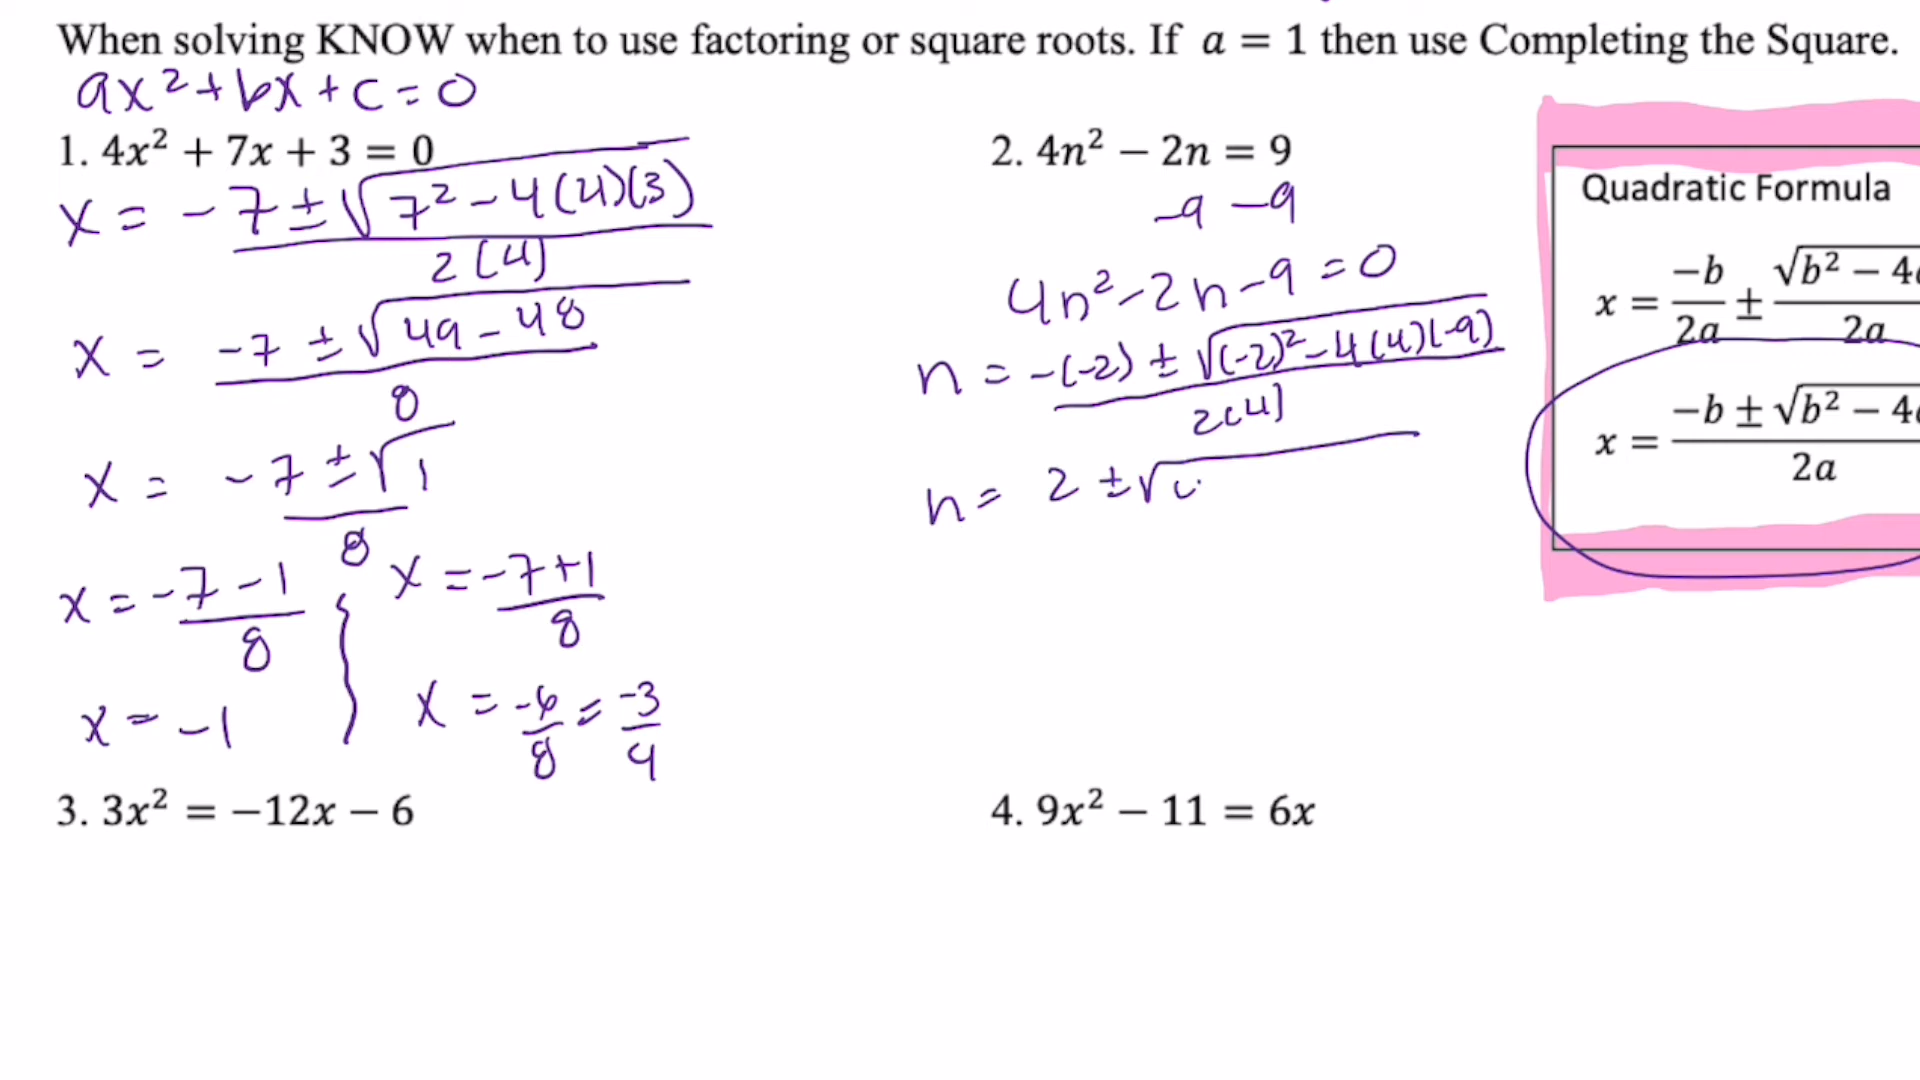 When solving KNOW when to use factoring or square roots. If a = 1 then use Completing the Square.
ax² + bx + c = 0
1. 4x² + 7x + 3 = 0
x = -7 ± √7² - 4(4)(3)
2(4)
x = -7 ± √49 - 48
8
x = -7 ± √1
8
x = -7 - 1
8
x = -1
x = -7 + 1
8
x = -6/8 = -3/4
2. 4n² − 2n = 9
-9 -9
4n² - 2n - 9 = 0
n = -(-2) ± √(-2)² - 4(4)(-9)
2(4)
n = 2 ± √
Quadratic Formula
x = −b/2a ± √b² − 4
2a
x = −b ± √b² − 4
2a
3. 3x² = −12x − 6
4. 9x² − 11 = 6x